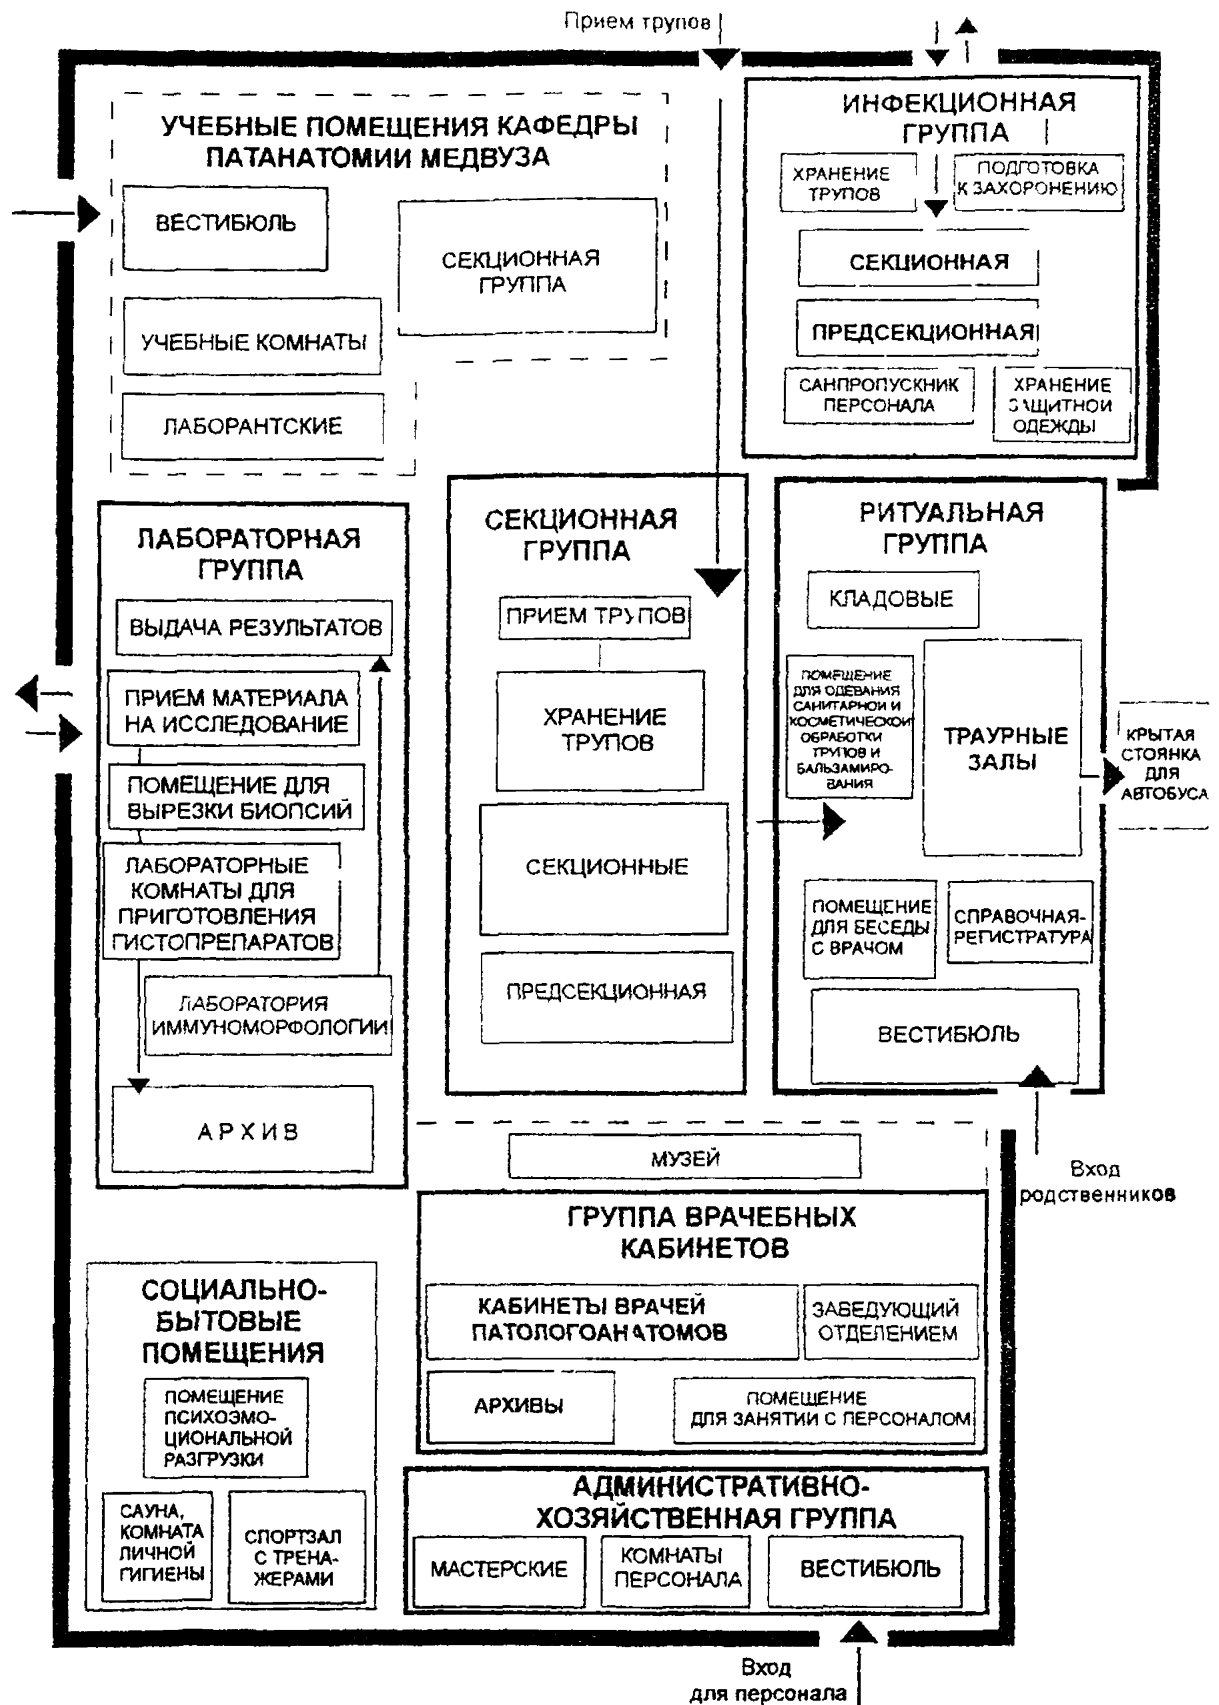 Прием трупов
УЧЕБНЫЕ ПОМЕЩЕНИЯ КАФЕДРЫ
ПАТАНАТОМИИ МЕДВУЗА
ВЕСТИБЮЛЬ
СЕКЦИОННАЯ
ГРУППА
УЧЕБНЫЕ КОМНАТЫ
ЛАБОРАНТСКИЕ
ИНФЕКЦИОННАЯ
ГРУППА
ХРАНЕНИЕ
ТРУПОВ
ПОДГОТОВКА
К ЗАХОРОНЕНИЮ
СЕКЦИОННАЯ
ПРЕДСЕКЦИОННАЯ
САНПРОПУСКНИК
ПЕРСОНАЛА
ХРАНЕНИЕ
ЗАЩИТНОИ
ОДЕЖДЫ
ЛАБОРАТОРНАЯ
ГРУППА
ВЫДАЧА РЕЗУЛЬТАТОВ
ПРИЕМ МАТЕРИАЛА
НА ИССЛЕДОВАНИЕ
ПОМЕЩЕНИЕ ДЛЯ
ВЫРЕЗКИ БИОПСИЙ
ЛАБОРАТОРНЫЕ
КОМНАТЫ ДЛЯ
ПРИГОТОВЛЕНИЯ
ГИСТОПРЕПАРАТОВ
ЛАБОРАТОРИЯ
ИММУНОМОРФОЛОГИИ
АРХИВ
СЕКЦИОННАЯ
ГРУППА
ПРИЕМ ТРУПОВ
ХРАНЕНИЕ
ТРУПОВ
СЕКЦИОННЫЕ
ПРЕДСЕКЦИОННАЯ
РИТУАЛЬНАЯ
ГРУППА
КЛАДОВЫЕ
ПОМЕЩЕНИЕ
ДЛЯ ОДЕВАНИЯ
САНИТАРНОЙ И
КОСМЕТИЧЕСКОЙ
ОБРАБОТКИ
ТРУПОВ И
БАЛЬЗАМИРО-
ВАНИЯ
ТРАУРНЫЕ
ЗАЛЫ
КРЫТАЯ
СТОЯНКА
ДЛЯ
АВТОБУСА
ПОМЕЩЕНИЕ
ДЛЯ БЕСЕДЫ
С ВРАЧОМ
СПРАВОЧНАЯ-
РЕГИСТРАТУРА
ВЕСТИБЮЛЬ
Вход
родственников
МУЗЕЙ
ГРУППА ВРАЧЕБНЫХ
КАБИНЕТОВ
КАБИНЕТЫ ВРАЧЕЙ
ПАТОЛОГОАНАТОМОВ
ЗАВЕДУЮЩИЙ
ОТДЕЛЕНИЕМ
АРХИВЫ
ПОМЕЩЕНИЕ
ДЛЯ ЗАНЯТИИ С ПЕРСОНАЛОМ
СОЦИАЛЬНО-
БЫТОВЫЕ
ПОМЕЩЕНИЯ
ПОМЕЩЕНИЕ
ПСИХОЭМО-
ЦИОНАЛЬНОЙ
РАЗГРУЗКИ
САУНА,
КОМНАТА
ЛИЧНОЙ
ГИГИЕНЫ
СПОРТЗАЛ
С ТРЕНА-
ЖЕРАМИ
АДМИНИСТРАТИВНО-
ХОЗЯЙСТВЕННАЯ ГРУППА
МАСТЕРСКИЕ
КОМНАТЫ
ПЕРСОНАЛА
ВЕСТИБЮЛЬ
Вход
для персонала